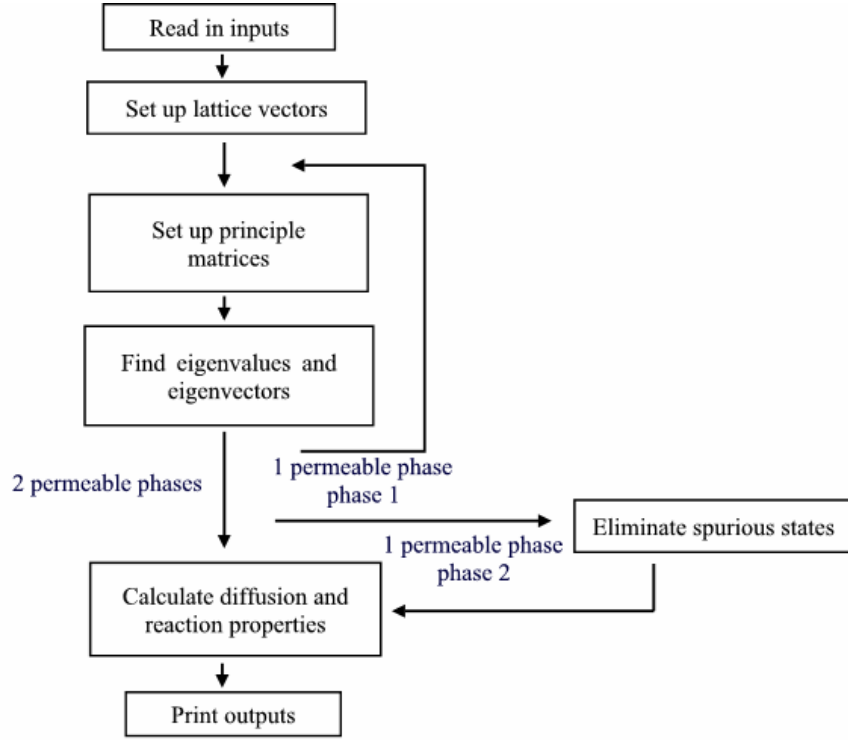 Read in inputs
Set up lattice vectors
Set up principle
matrices
Find eigenvalues and
eigenvectors
2 permeable phases
1 permeable phase
phase 1
1 permeable phase
phase 2
Eliminate spurious states
Calculate diffusion and
reaction properties
Print outputs